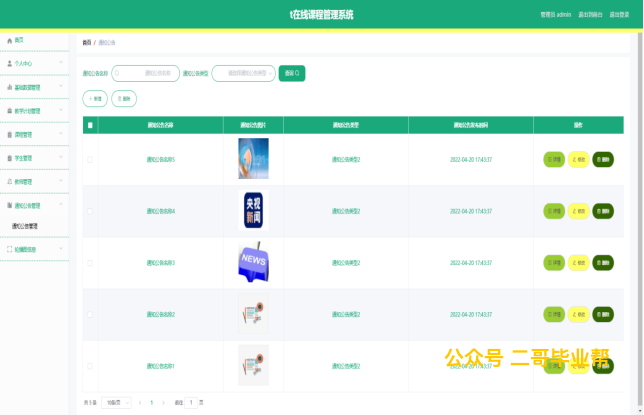 t在线课程管理系统
管理员 admin 退出到前台 退出登录
首页
个人中心
基础数据管理
教学计划管理
课程管理
学生管理
教师管理
通知公告管理
通知公告管理
轮播图信息
首页 / 通知公告
通知公告名称 通知公告名称 通知公告类型 请选择通知公告类型 查询
+ 新增 删除
通知公告名称 通知公告图片 通知公告类型 通知公告发布时间 操作
通知公告名称5 通知公告类型2 2022-04-20 17:43:37 详情 修改 删除
通知公告名称4 央视新闻 通知公告类型2 2022-04-20 17:43:37 详情 修改 删除
通知公告名称3 NEWS 通知公告类型2 2022-04-20 17:43:37 详情 修改 删除
通知公告名称2 通知公告类型2 2022-04-20 17:43:37 详情 修改 删除
通知公告名称1 通知公告类型2 2022-04-20 17:43:37 详情 修改 删除
公众号 二哥毕业帮
共 5 条 10条/页 1 前往 1 页